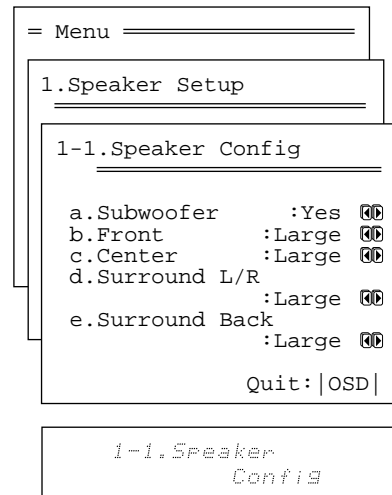 = Menu
1.Speaker Setup
1-1.Speaker Config
a.Subwoofer :Yes
b.Front :Large
c.Center :Large
d.Surround L/R
:Large
e.Surround Back
:Large
Quit:|OSD|
1-1.Speaker
Config